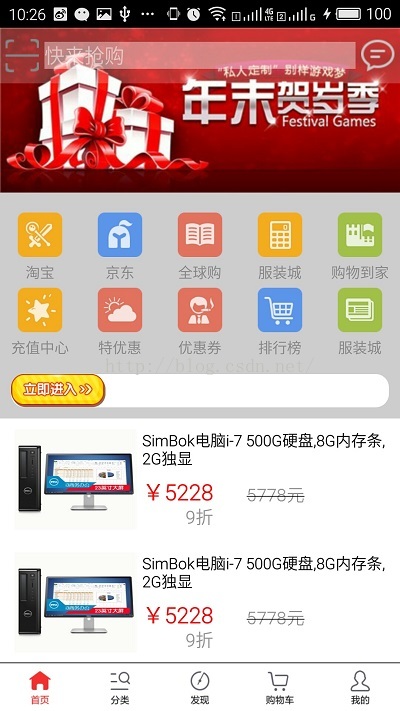 10:26
1 4G LTE 2 G 100
快来抢购
“私人定制”别样游戏梦
年末贺岁季
Festival Games
淘宝 京东 全球购 服装城 购物到家
充值中心 特优惠 优惠券 排行榜 服装城
http://blog.csdn.net/
立即进入
SimBok电脑i-7 500G硬盘,8G内存条,
2G独显
￥5228 5778元
9折
SimBok电脑i-7 500G硬盘,8G内存条,
2G独显
￥5228 5778元
9折
首页 分类 发现 购物车 我的